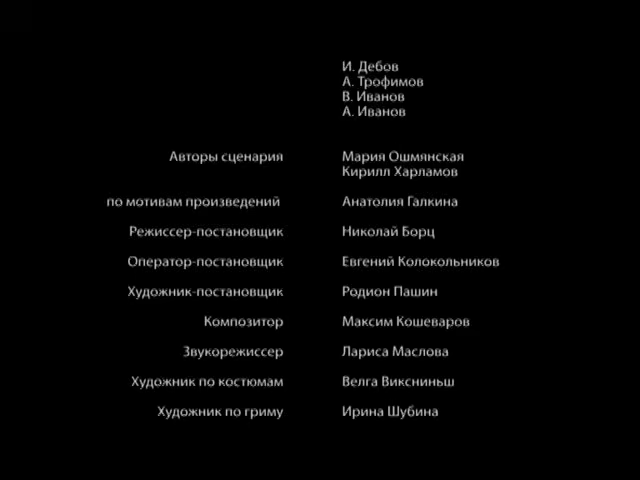 И. Дебов
А. Трофимов
В. Иванов
А. Иванов
Авторы сценария Мария Ошмянская
Кирилл Харламов
по мотивам произведений Анатолия Галкина
Режиссер-постановщик Николай Борц
Оператор-постановщик Евгений Колокольников
Художник-постановщик Родион Пашин
Композитор Максим Кошеваров
Звукорежиссер Лариса Маслова
Художник по костюмам Велга Виксниньш
Художник по гриму Ирина Шубина